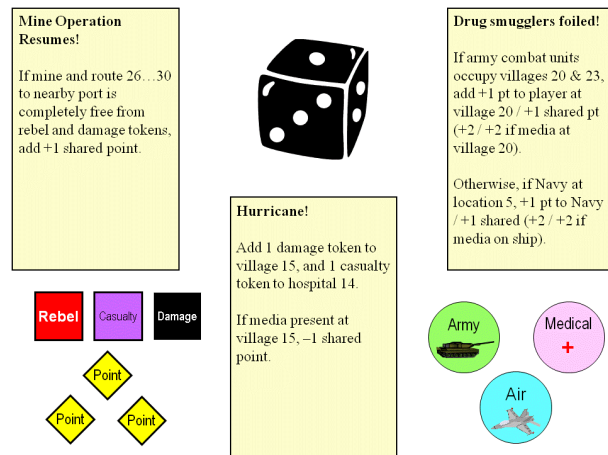 Mine Operation
Resumes!
If mine and route 26…30
to nearby port is
completely free from
rebel and damage tokens,
add +1 shared point.
Drug smugglers foiled!
If army combat units
occupy villages 20 & 23,
add +1 pt to player at
village 20 / +1 shared pt
(+2 / +2 if media at
village 20).
Otherwise, if Navy at
location 5, +1 pt to Navy
/ +1 shared (+2 / +2 if
media on ship).
Hurricane!
Add 1 damage token to
village 15, and 1 casualty
token to hospital 14.
If media present at
village 15, –1 shared
point.
Rebel
Casualty
Damage
Point
Point
Point
Army
Medical
Air